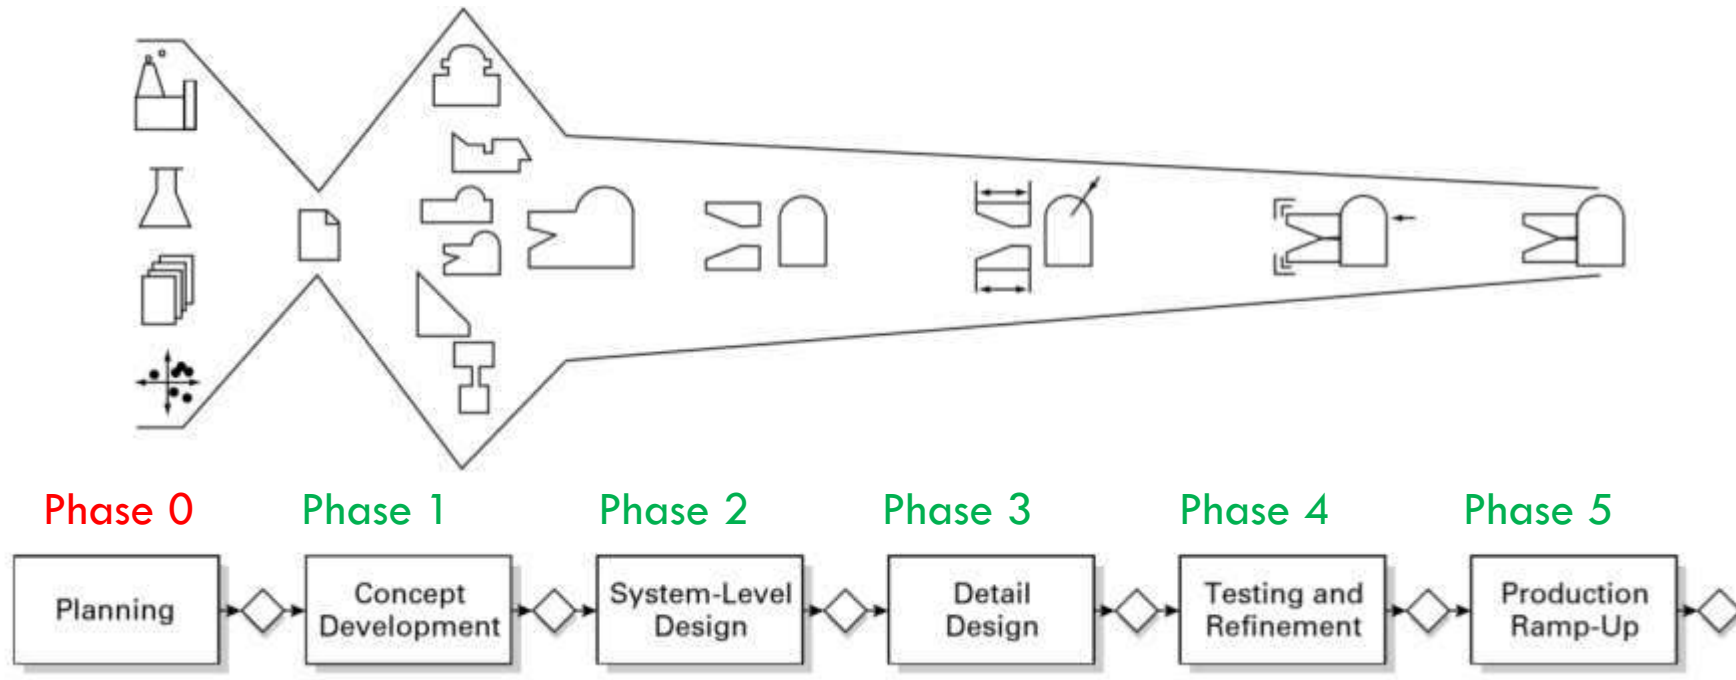 Phase 0
Phase 1
Phase 2
Phase 3
Phase 4
Phase 5
Planning
Concept
Development
System-Level
Design
Detail
Design
Testing and
Refinement
Production
Ramp-Up